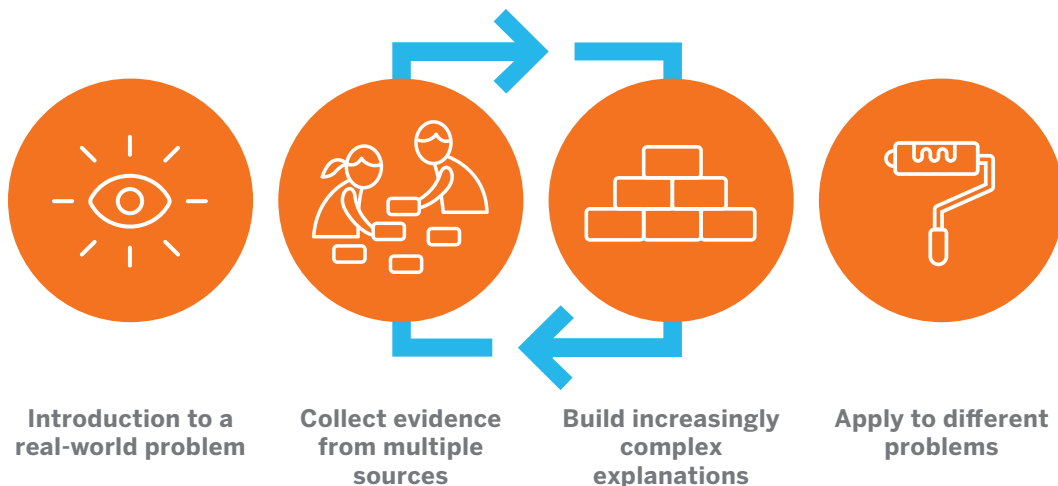 Introduction to a
real-world problem
Collect evidence
from multiple
sources
Build increasingly
complex
explanations
Apply to different
problems